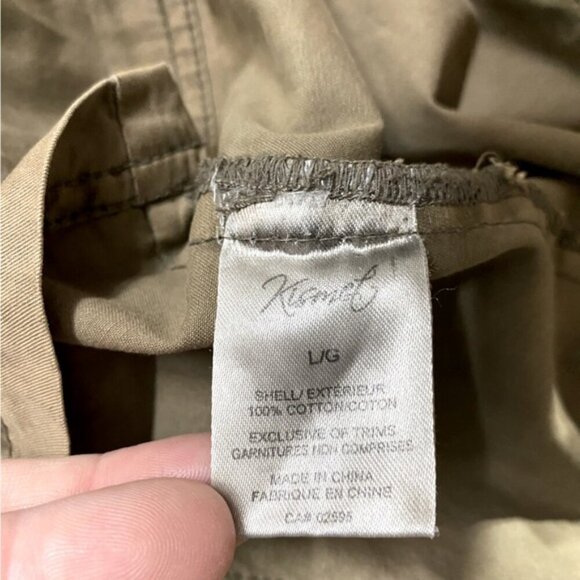 Kismet
L/G
SHELL/ EXTÉRIEUR
100% COTTON/COTON
EXCLUSIVE OF TRIMS
GARNITURES NON COMPRISES
MADE IN CHINA
FABRIQUE EN CHINE
CA# 02595